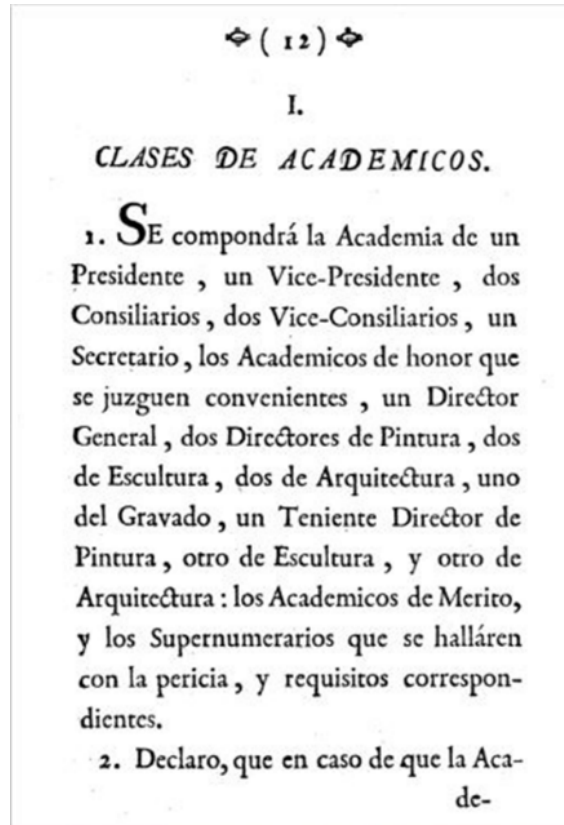 ( 12 )
I.
CLASES DE ACADEMICOS.
1. SE compondrá la Academia de un
Presidente , un Vice-Presidente , dos
Consiliarios , dos Vice-Consiliarios , un
Secretario , los Academicos de honor que
se juzguen convenientes , un Director
General , dos Directores de Pintura , dos
de Escultura , dos de Arquitectura , uno
del Gravado , un Teniente Director de
Pintura , otro de Escultura , y otro de
Arquitectura : los Academicos de Merito,
y los Supernumerarios que se halláren
con la pericia , y requisitos correspon-
dientes.
2. Declaro, que en caso de que la Aca-
de-